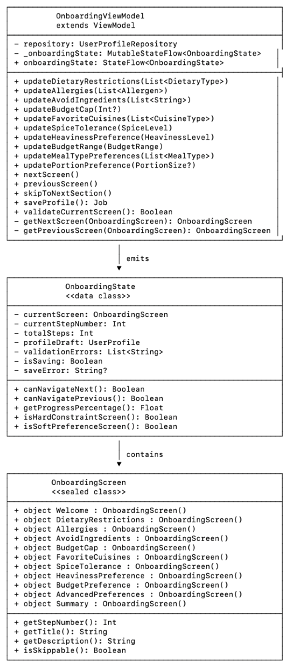 OnboardingViewModel
extends ViewModel
- repository: UserProfileRepository
- _onboardingState: MutableStateFlow<OnboardingState>
+ onboardingState: StateFlow<OnboardingState>
+ updateDietaryRestrictions(List<DietaryType>)
+ updateAllergies(List<Allergen>)
+ updateAvoidIngredients(List<String>)
+ updateBudgetCap(Int?)
+ updateFavoriteCuisines(List<CuisineType>)
+ updateSpiceTolerance(SpiceLevel)
+ updateHeavinessPreference(HeavinessLevel)
+ updateBudgetRange(BudgetRange)
+ updateMealTypePreferences(List<MealType>)
+ updatePortionPreference(PortionSize?)
+ nextScreen()
+ previousScreen()
+ skipToNextSection()
+ saveProfile(): Job
+ validateCurrentScreen(): Boolean
- getNextScreen(OnboardingScreen): OnboardingScreen
- getPreviousScreen(OnboardingScreen): OnboardingScreen
emits
OnboardingState
<<data class>>
- currentScreen: OnboardingScreen
- currentStepNumber: Int
- totalSteps: Int
- profileDraft: UserProfile
- validationErrors: List<String>
- isSaving: Boolean
- saveError: String?
+ canNavigateNext(): Boolean
+ canNavigatePrevious(): Boolean
+ getProgressPercentage(): Float
+ isHardConstraintScreen(): Boolean
+ isSoftPreferenceScreen(): Boolean
contains
OnboardingScreen
<<sealed class>>
+ object Welcome : OnboardingScreen()
+ object DietaryRestrictions : OnboardingScreen()
+ object Allergies : OnboardingScreen()
+ object AvoidIngredients : OnboardingScreen()
+ object BudgetCap : OnboardingScreen()
+ object FavoriteCuisines : OnboardingScreen()
+ object SpiceTolerance : OnboardingScreen()
+ object HeavinessPreference : OnboardingScreen()
+ object BudgetPreference : OnboardingScreen()
+ object AdvancedPreferences : OnboardingScreen()
+ object Summary : OnboardingScreen()
+ getStepNumber(): Int
+ getTitle(): String
+ getDescription(): String
+ isSkippable(): Boolean